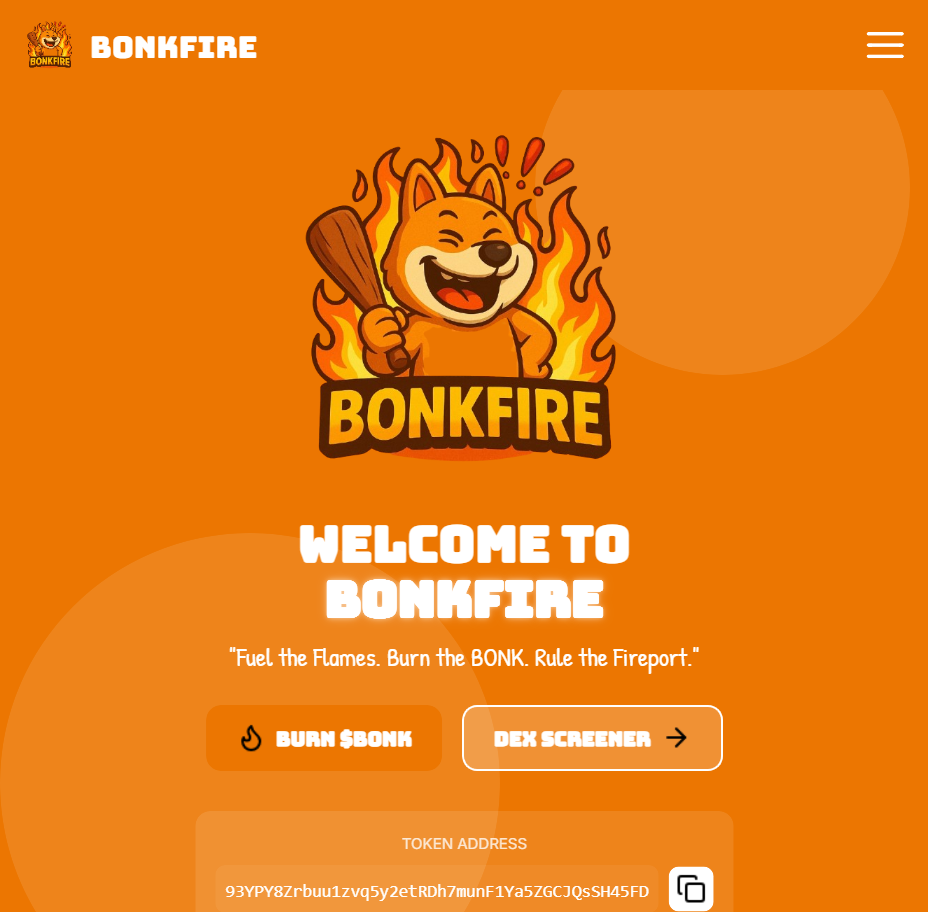 BONKFIRE
BONKFIRE
BONKFIRE
WELCOME TO
BONKFIRE
"Fuel the Flames. Burn the BONK. Rule the Fireport."
BURN $BONK
DEX SCREENER
TOKEN ADDRESS
93YPY8Zrbuu1zvq5y2etRDh7munF1Ya5ZGCJQsSH45FD